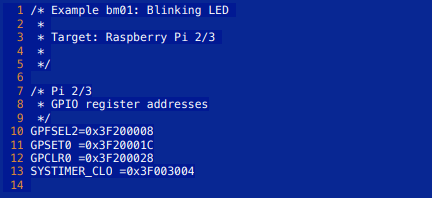 1 /* Example bm01: Blinking LED
2  *
3  * Target: Raspberry Pi 2/3
4  *
5  */
6
7 /* Pi 2/3
8  * GPIO register addresses
9  */
10 GPFSEL2=0x3F200008
11 GPSET0 =0x3F20001C
12 GPCLR0 =0x3F200028
13 SYSTIMER_CLO =0x3F003004
14